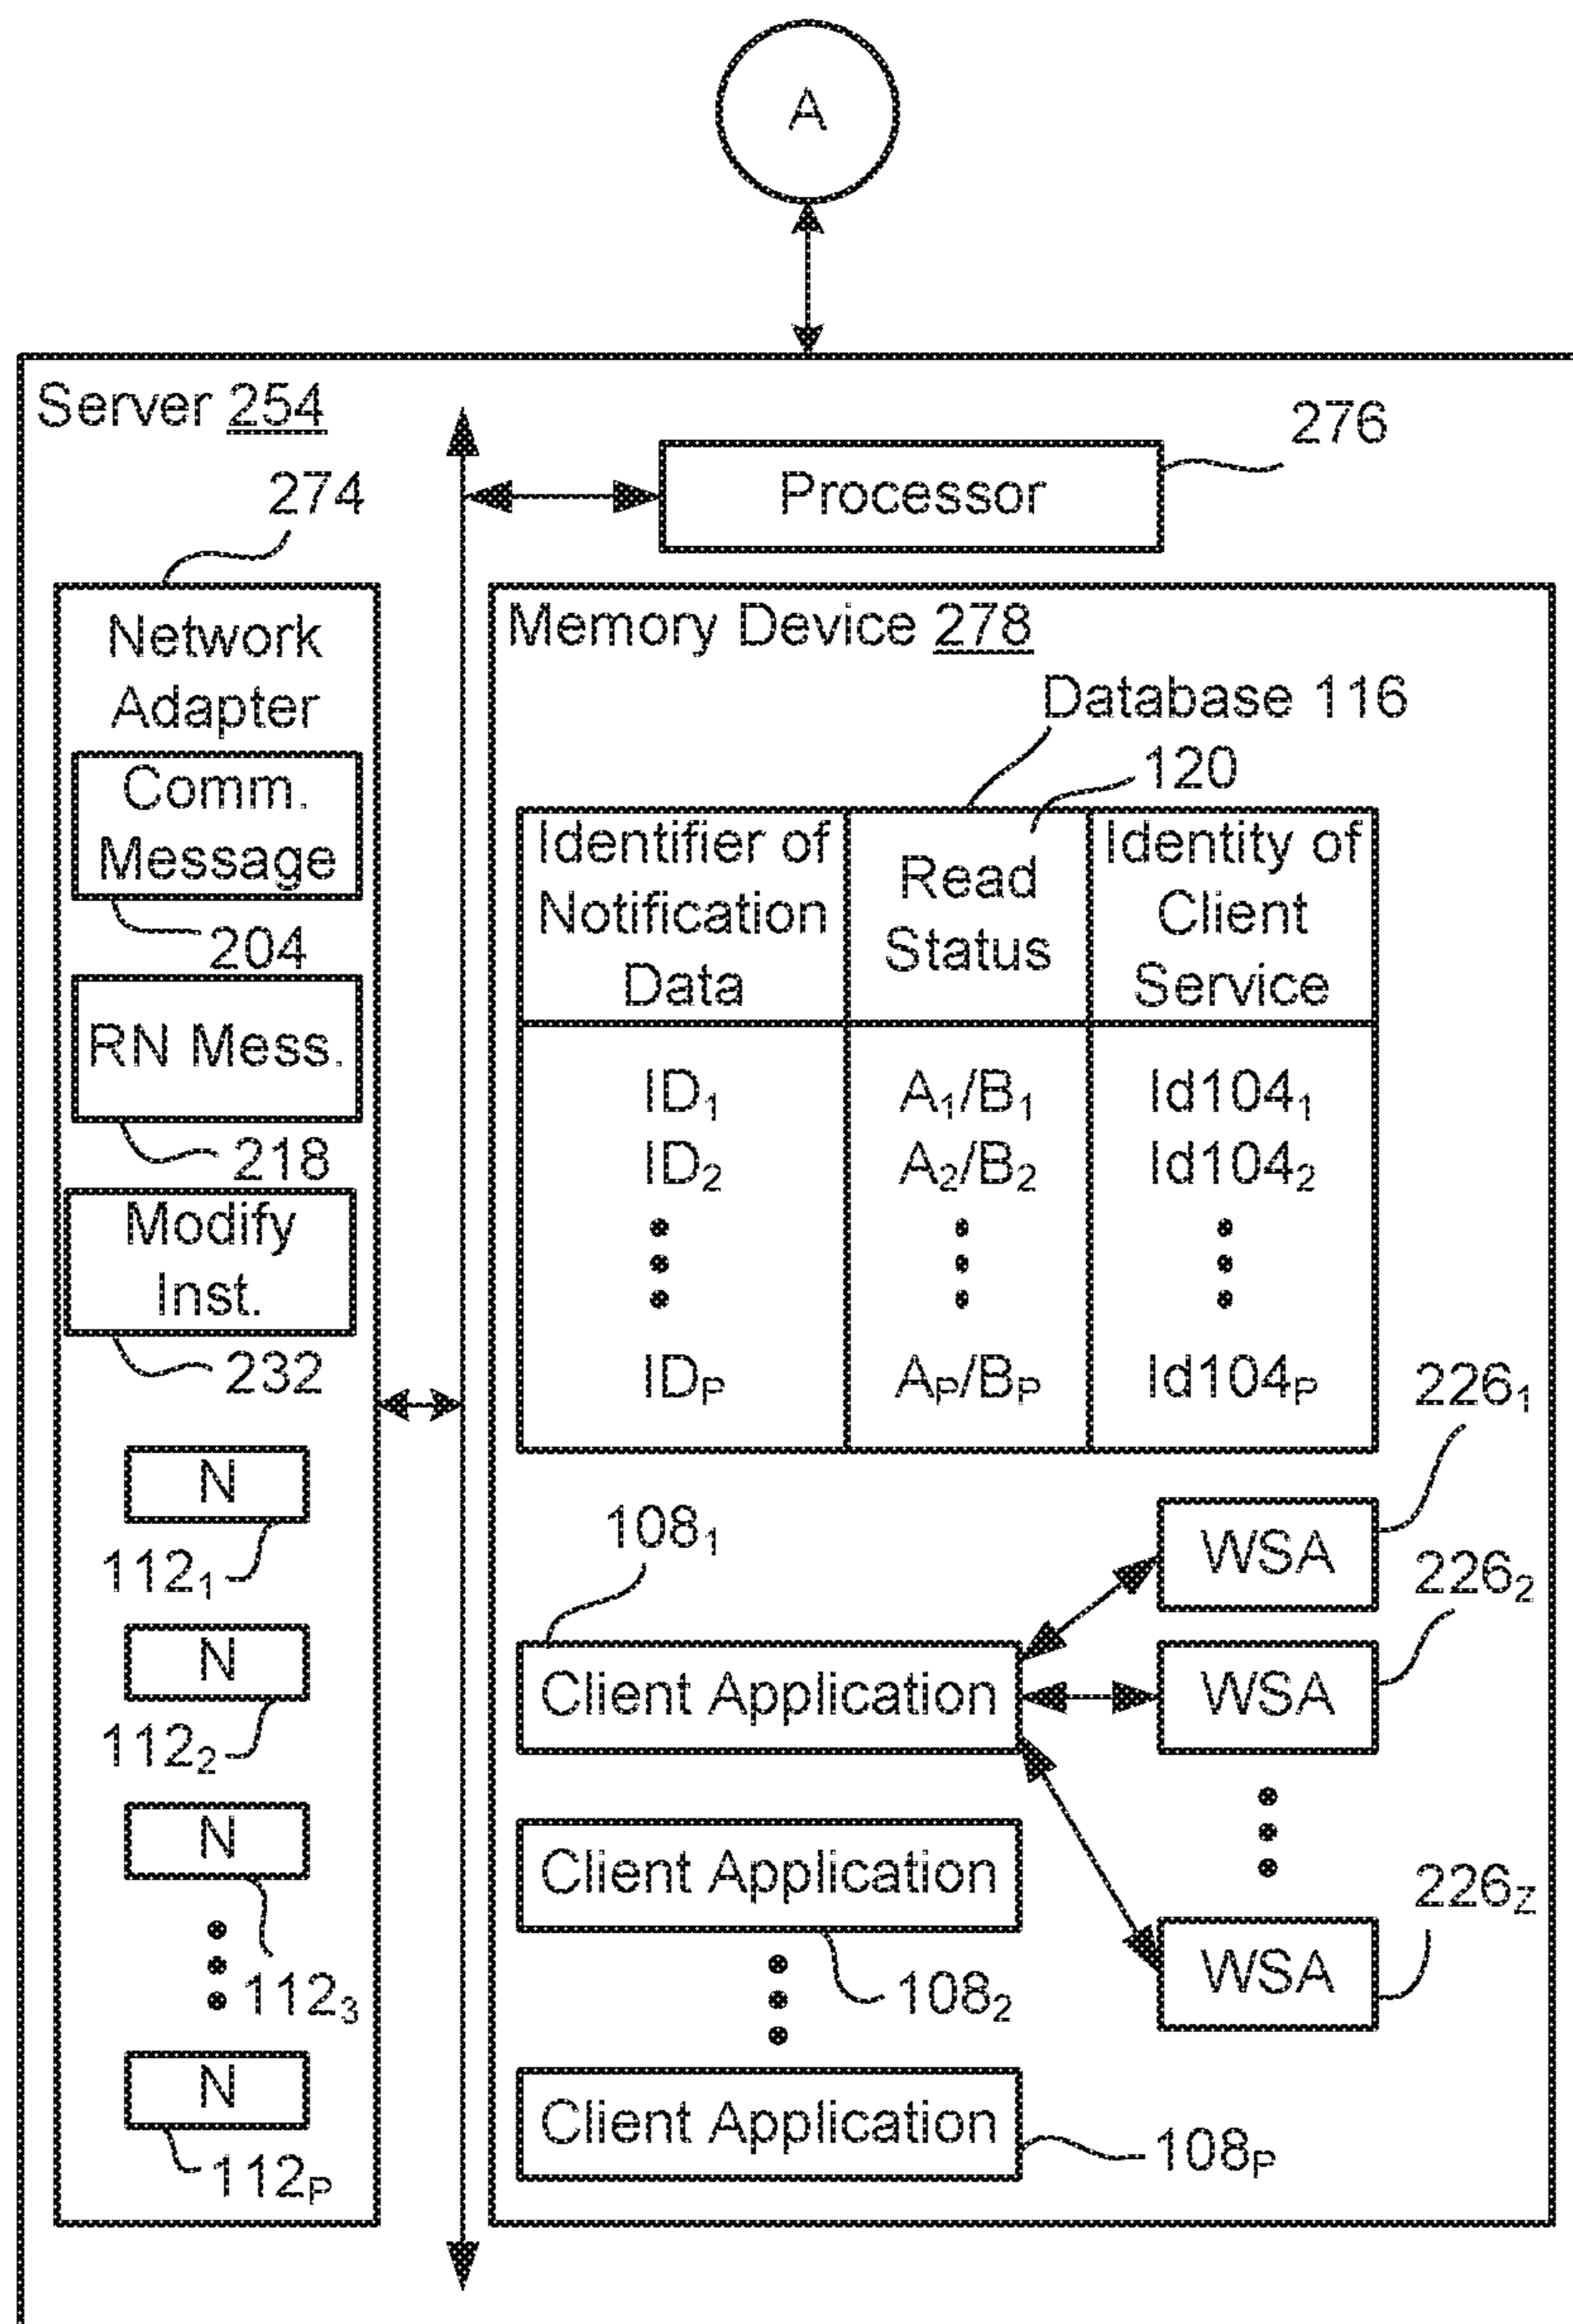 A
Server 254
276
Processor
274
Network
Adapter
Comm.
Message
204
RN Mess.
218
Modify
Inst.
232
N
112₁
N
112₂
N
112₃
N
112ₚ
Memory Device 278
Database 116
120
Identifier of
Notification
Data
Read
Status
Identity of
Client
Service
ID₁ A₁/B₁ Id104₁
ID₂ A₂/B₂ Id104₂
IDₚ Aₚ/Bₚ Id104ₚ
226₁
WSA
108₁
226₂
Client Application
WSA
Client Application
108₂
226_Z
WSA
Client Application
108ₚ